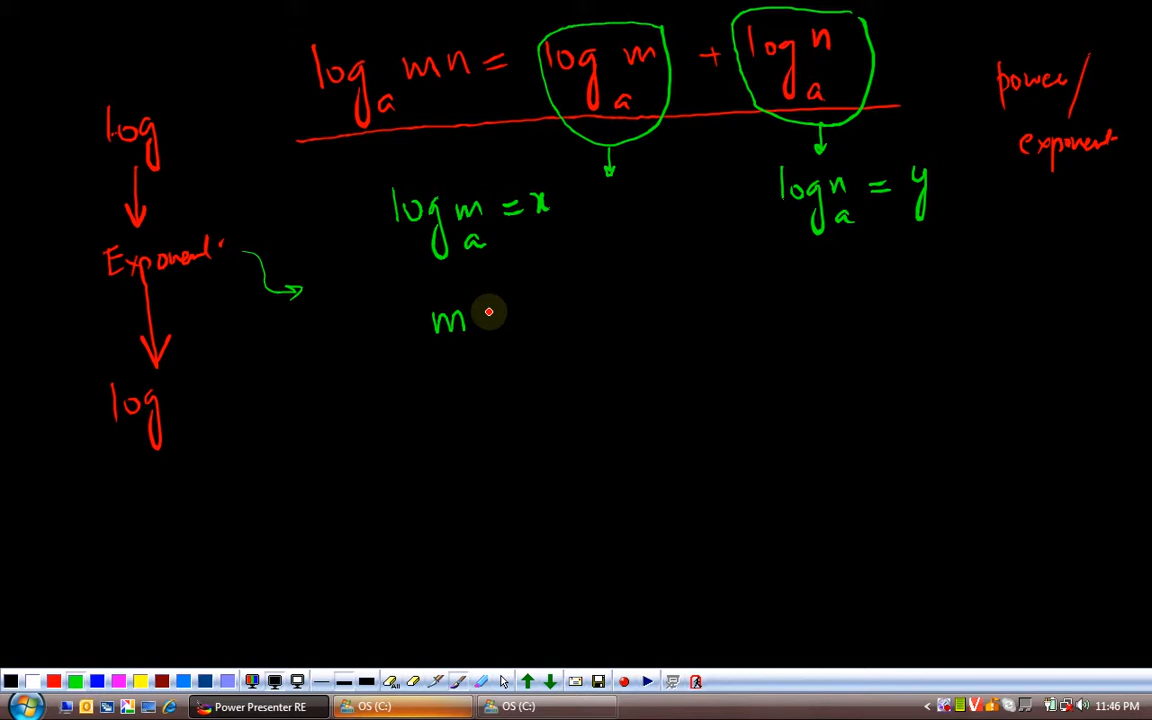 log_a mn = log_a m + log_a n
power/
exponent
log
log_a m = x
log_a n = y
Exponent
m
log
Power Presenter RE
OS (C:)
OS (C:)
11:46 PM